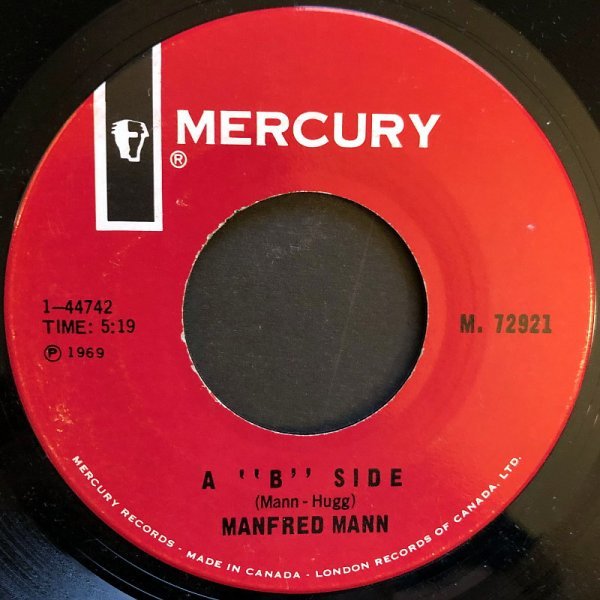 MERCURY
®
1-44742
TIME: 5:19
Ⓟ 1969
M. 72921
A ''B'' SIDE
(Mann-Hugg)
MANFRED MANN
MERCURY RECORDS - MADE IN CANADA - LONDON RECORDS OF CANADA, LTD.